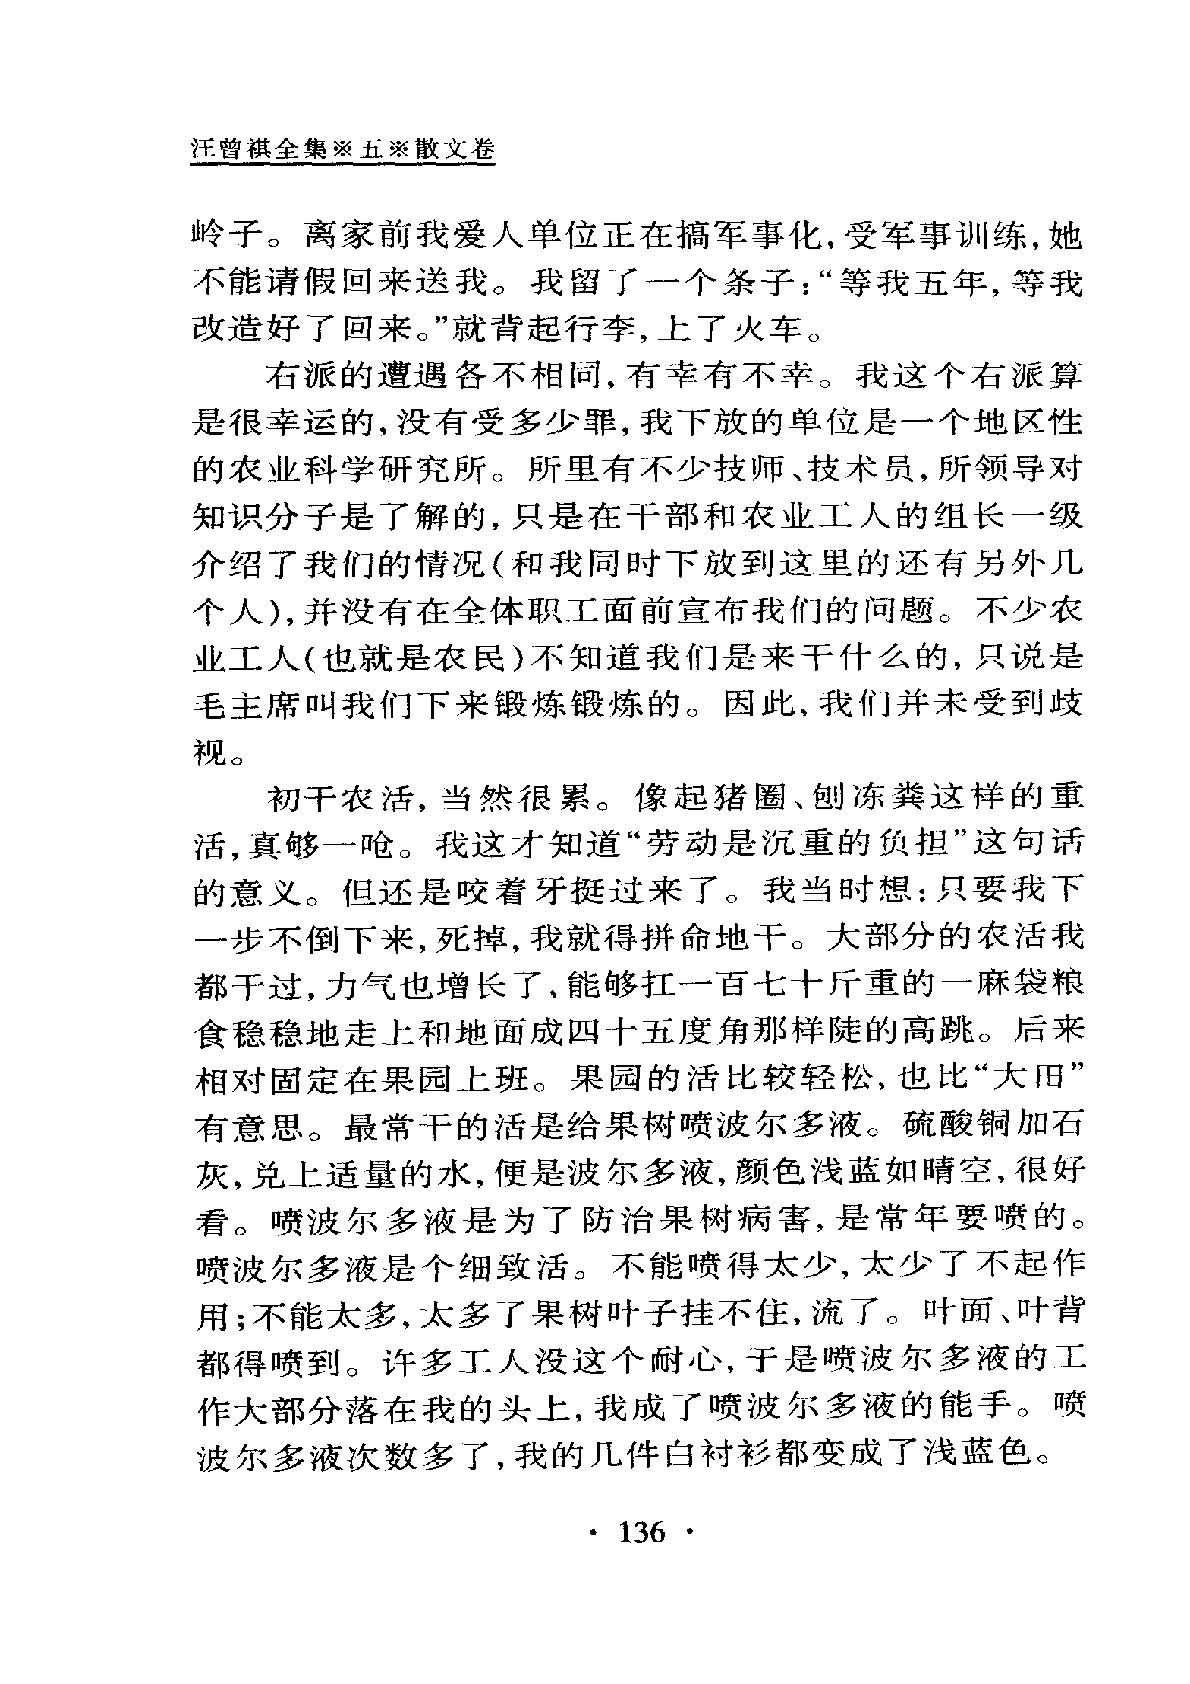 汪曾祺全集※五※散文卷
岭子。离家前我爱人单位正在搞军事化,受军事训练,她
不能请假回来送我。我留了一个条子:“等我五年,等我
改造好了回来。”就背起行李,上了火车。
右派的遭遇各不相同,有幸有不幸。我这个右派算
是很幸运的,没有受多少罪,我下放的单位是一个地区性
的农业科学研究所。所里有不少技师、技术员,所领导对
知识分子是了解的,只是在干部和农业工人的组长一级
介绍了我们的情况(和我同时下放到这里的还有另外几
个人),并没有在全体职工面前宣布我们的问题。不少农
业工人(也就是农民)不知道我们是来干什么的,只说是
毛主席叫我们下来锻炼锻炼的。因此、我们并未受到歧
视。
初干农活,当然很累。像起猪圈、刨冻粪这样的重
活,真够一呛。我这才知道“劳动是沉重的负担”这句话
的意义。但还是咬着牙挺过来了。我当时想:只要我下
一步不倒下来,死掉,我就得拼命地干。大部分的农活我
都干过,力气也增长了、能够扛一百七十斤重的一麻袋粮
食稳稳地走上和地面成四十五度角那样陡的高跳。后来
相对固定在果园上班。果园的活比较轻松,也比“大田”
有意思。最常干的活是给果树喷波尔多液。硫酸铜加石
灰,兑上适量的水,便是波尔多液,颜色浅蓝如晴空,很好
看。喷波尔多液是为了防治果树病害,是常年要喷的。
喷波尔多液是个细致活。不能喷得太少,太少了不起作
用;不能太多,太多了果树叶子挂不住,流了。叶面、叶背
都得喷到。许多工人没这个耐心,于是喷波尔多液的工
作大部分落在我的头上,我成了喷波尔多液的能手。喷
波尔多液次数多了,我的几件白衬衫都变成了浅蓝色。
· 136 ·